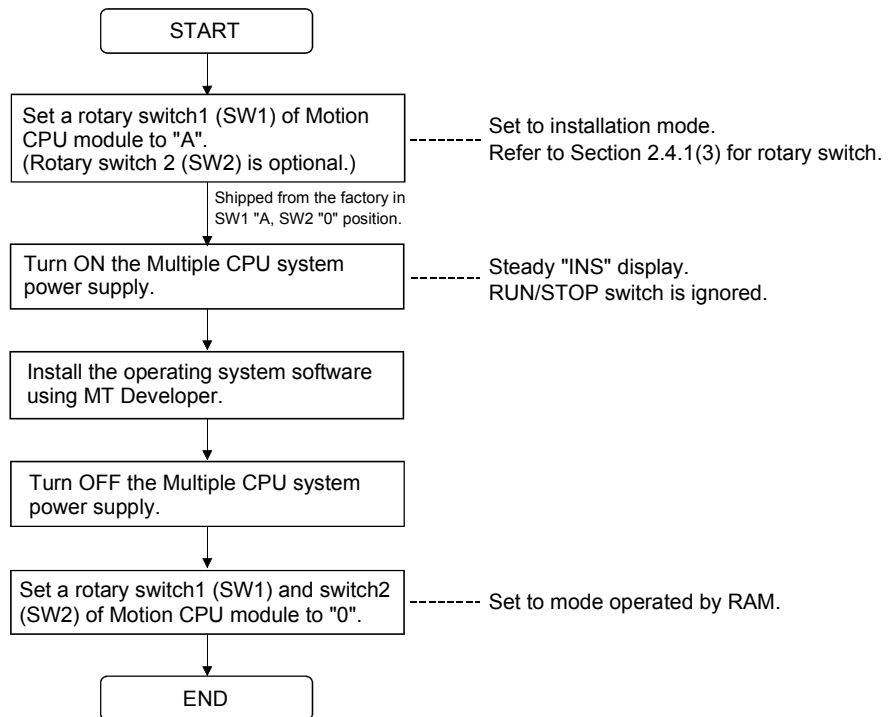 START
Set a rotary switch1 (SW1) of Motion
CPU module to "A".
(Rotary switch 2 (SW2) is optional.)
Set to installation mode.
Refer to Section 2.4.1(3) for rotary switch.
Shipped from the factory in
SW1 "A, SW2 "0" position.
Turn ON the Multiple CPU system
power supply.
Steady "INS" display.
RUN/STOP switch is ignored.
Install the operating system software
using MT Developer.
Turn OFF the Multiple CPU system
power supply.
Set a rotary switch1 (SW1) and switch2
(SW2) of Motion CPU module to "0".
Set to mode operated by RAM.
END